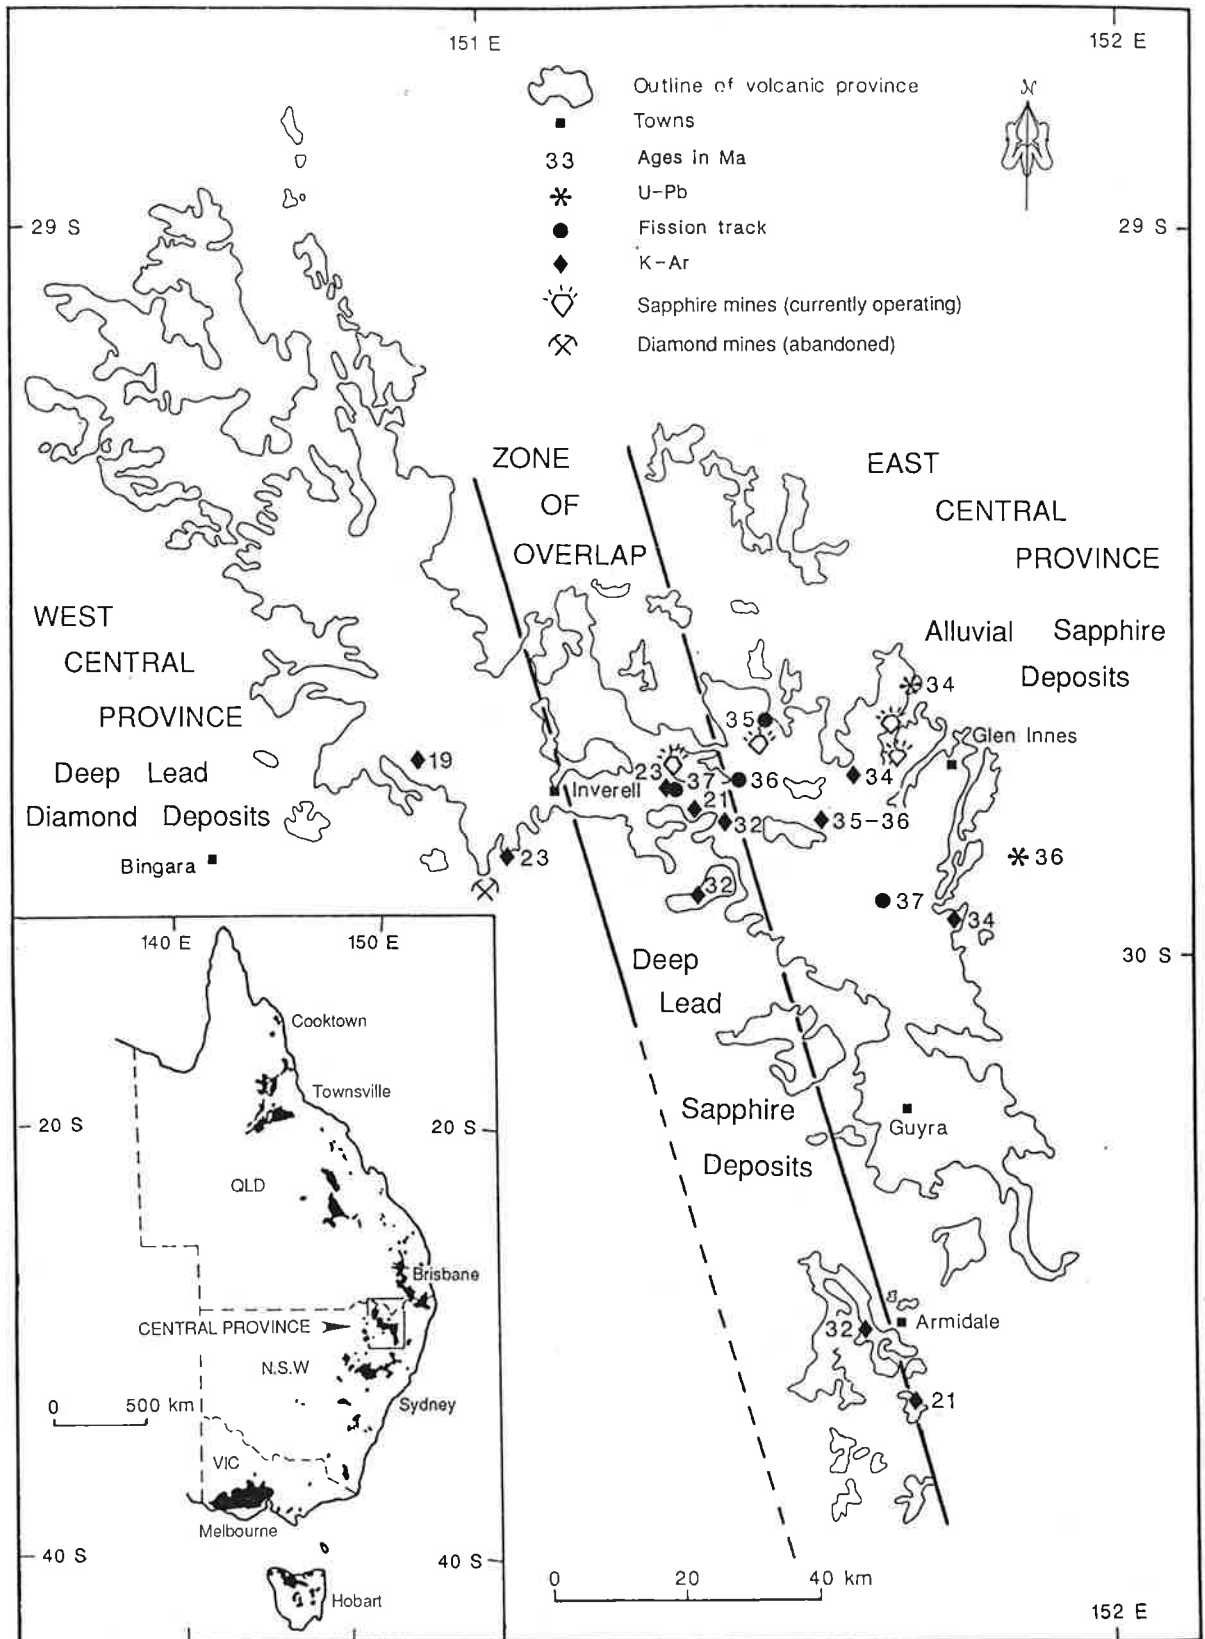 151 E
152 E
Outline of volcanic province
Towns
33 Ages in Ma
U-Pb
Fission track
K-Ar
Sapphire mines (currently operating)
Diamond mines (abandoned)
N
29 S
29 S
ZONE
OF
OVERLAP
EAST
CENTRAL
PROVINCE
Alluvial Sapphire
Deposits
WEST
CENTRAL
PROVINCE
Deep Lead
Diamond Deposits
Bingara
19
23
Inverell
23
37
21
32
32
35
36
34
35-36
34
Glen Innes
36
37
34
30 S
Deep
Lead
Sapphire
Deposits
Guyra
Armidale
32
21
0 20 40 km
152 E
140 E
150 E
Cooktown
Townsville
20 S
20 S
QLD
Brisbane
CENTRAL PROVINCE
N.S.W
0 500 km
Sydney
VIC
Melbourne
40 S
40 S
Hobart